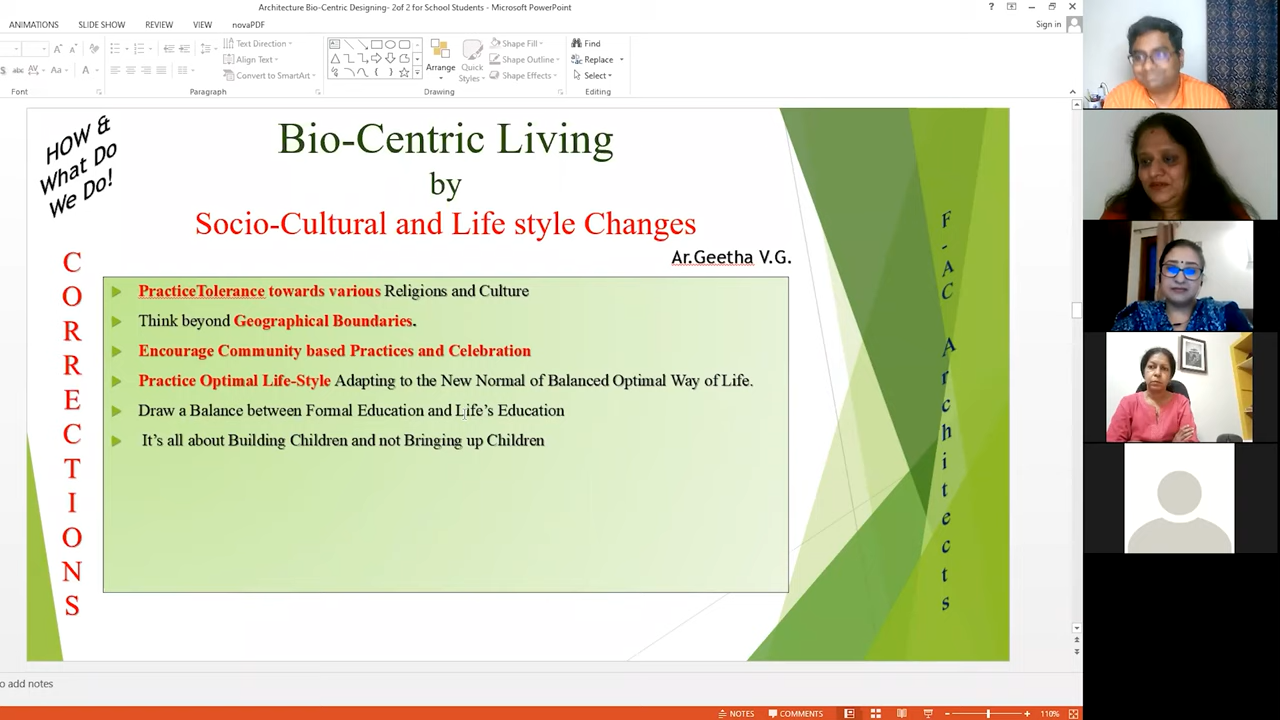 Architecture Bio-Centric Designing- 2of 2 for School Students - Microsoft PowerPoint
ANIMATIONS SLIDE SHOW REVIEW VIEW novaPDF
Sign in
Text Direction
Align Text
Convert to SmartArt
Arrange
Quick
Styles
Shape Fill
Shape Outline
Shape Effects
Find
Replace
Select
Font Paragraph Drawing Editing
HOW &
What Do
We Do!
Bio-Centric Living
by
Socio-Cultural and Life style Changes
Ar.Geetha V.G.
CORRECTIONS
PracticeTolerance towards various Religions and Culture
Think beyond Geographical Boundaries.
Encourage Community based Practices and Celebration
Practice Optimal Life-Style Adapting to the New Normal of Balanced Optimal Way of Life.
Draw a Balance between Formal Education and Life's Education
It's all about Building Children and not Bringing up Children
F-AC Architects
o add notes
NOTES COMMENTS 110%